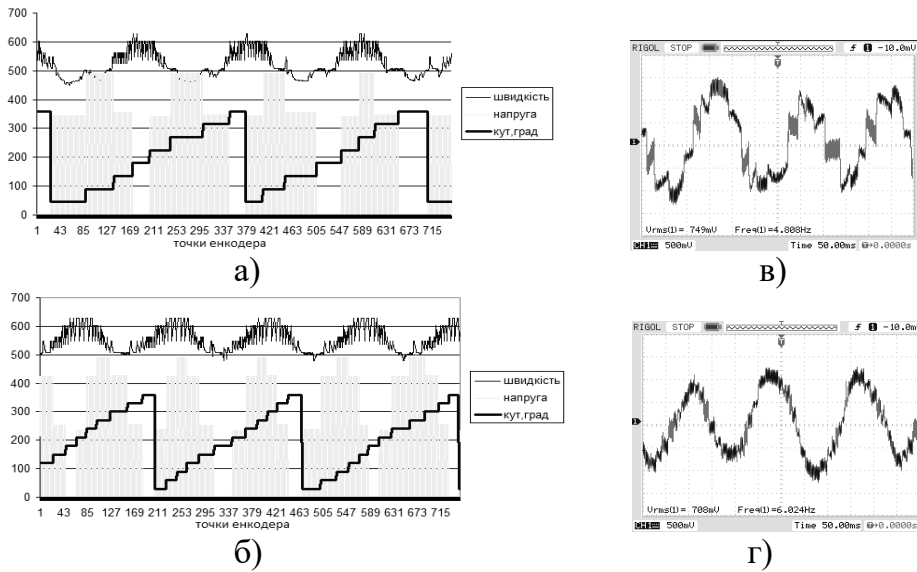 700
600
500
400
300
200
100
0
швидкість
напруга
кут,град
1 43 85 127 169 211 253 295 337 379 421 463 505 547 589 631 673 715
точки енкодера
а)
RIGOL STOP 1 -10.0mV
T
1
Vrms(1)= 749mV Freq(1)=4.808Hz
CH1 500mV Time 50.00ms 0.0000s
в)
700
600
500
400
300
200
100
0
швидкість
напруга
кут,град
1 43 85 127 169 211 253 295 337 379 421 463 505 547 589 631 673 715
точки енкодера
б)
RIGOL STOP 1 -10.0mV
T
1
Vrms(1)= 708mV Freq(1)=6.024Hz
CH1 500mV Time 50.00ms 0.0000s
г)